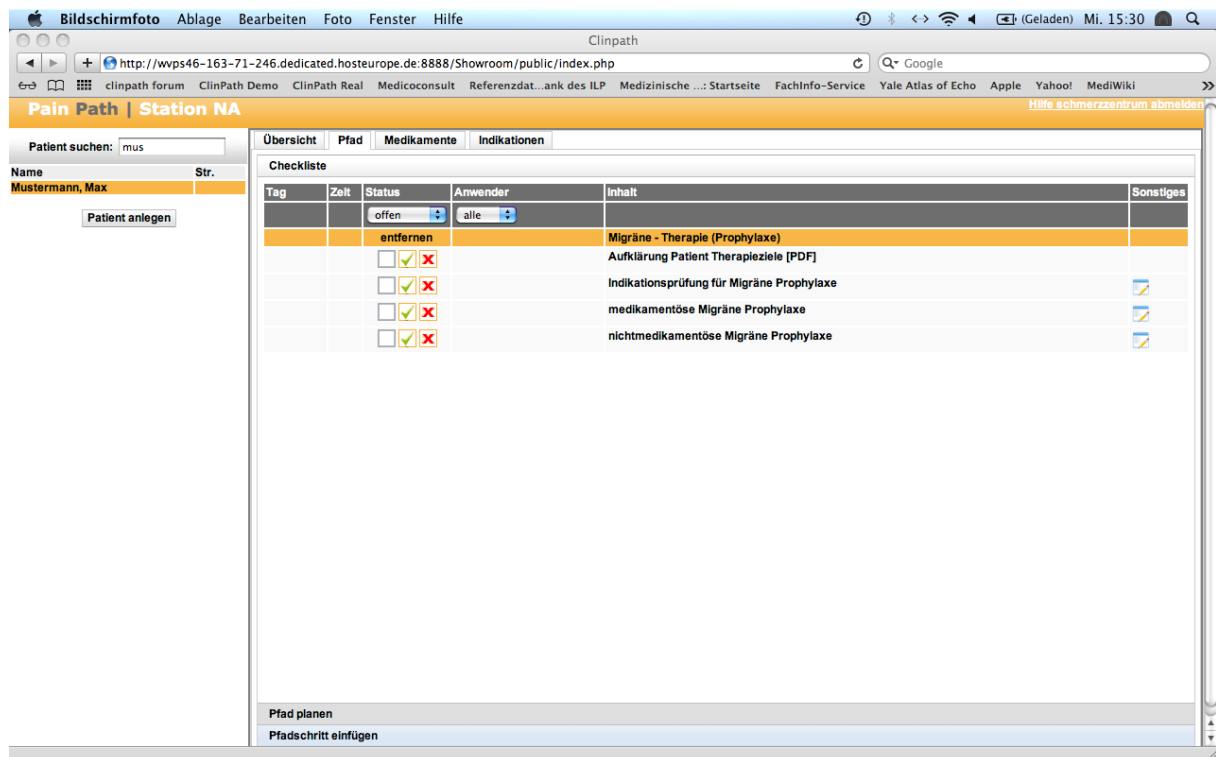 Bildschirmfoto Ablage Bearbeiten Foto Fenster Hilfe (Geladen) Mi. 15:30
Clinpath
http://wvps46-163-71-246.dedicated.hosteurope.de:8888/Showroom/public/index.php Google
clinpath forum ClinPath Demo ClinPath Real Medicoconsult Referenzdat...ank des ILP Medizinische ...: Startseite FachInfo-Service Yale Atlas of Echo Apple Yahoo! MediWiki
Pain Path | Station NA
Hilfe schmerzzentrum abmelden
Patient suchen: mus
Name Str.
Mustermann, Max
Patient anlegen
Übersicht Pfad Medikamente Indikationen
Checkliste
Tag Zeit Status Anwender Inhalt Sonstiges
offen alle
entfernen Migräne - Therapie (Prophylaxe)
Aufklärung Patient Therapieziele [PDF]
Indikationsprüfung für Migräne Prophylaxe
medikamentöse Migräne Prophylaxe
nichtmedikamentöse Migräne Prophylaxe
Pfad planen
Pfadschritt einfügen